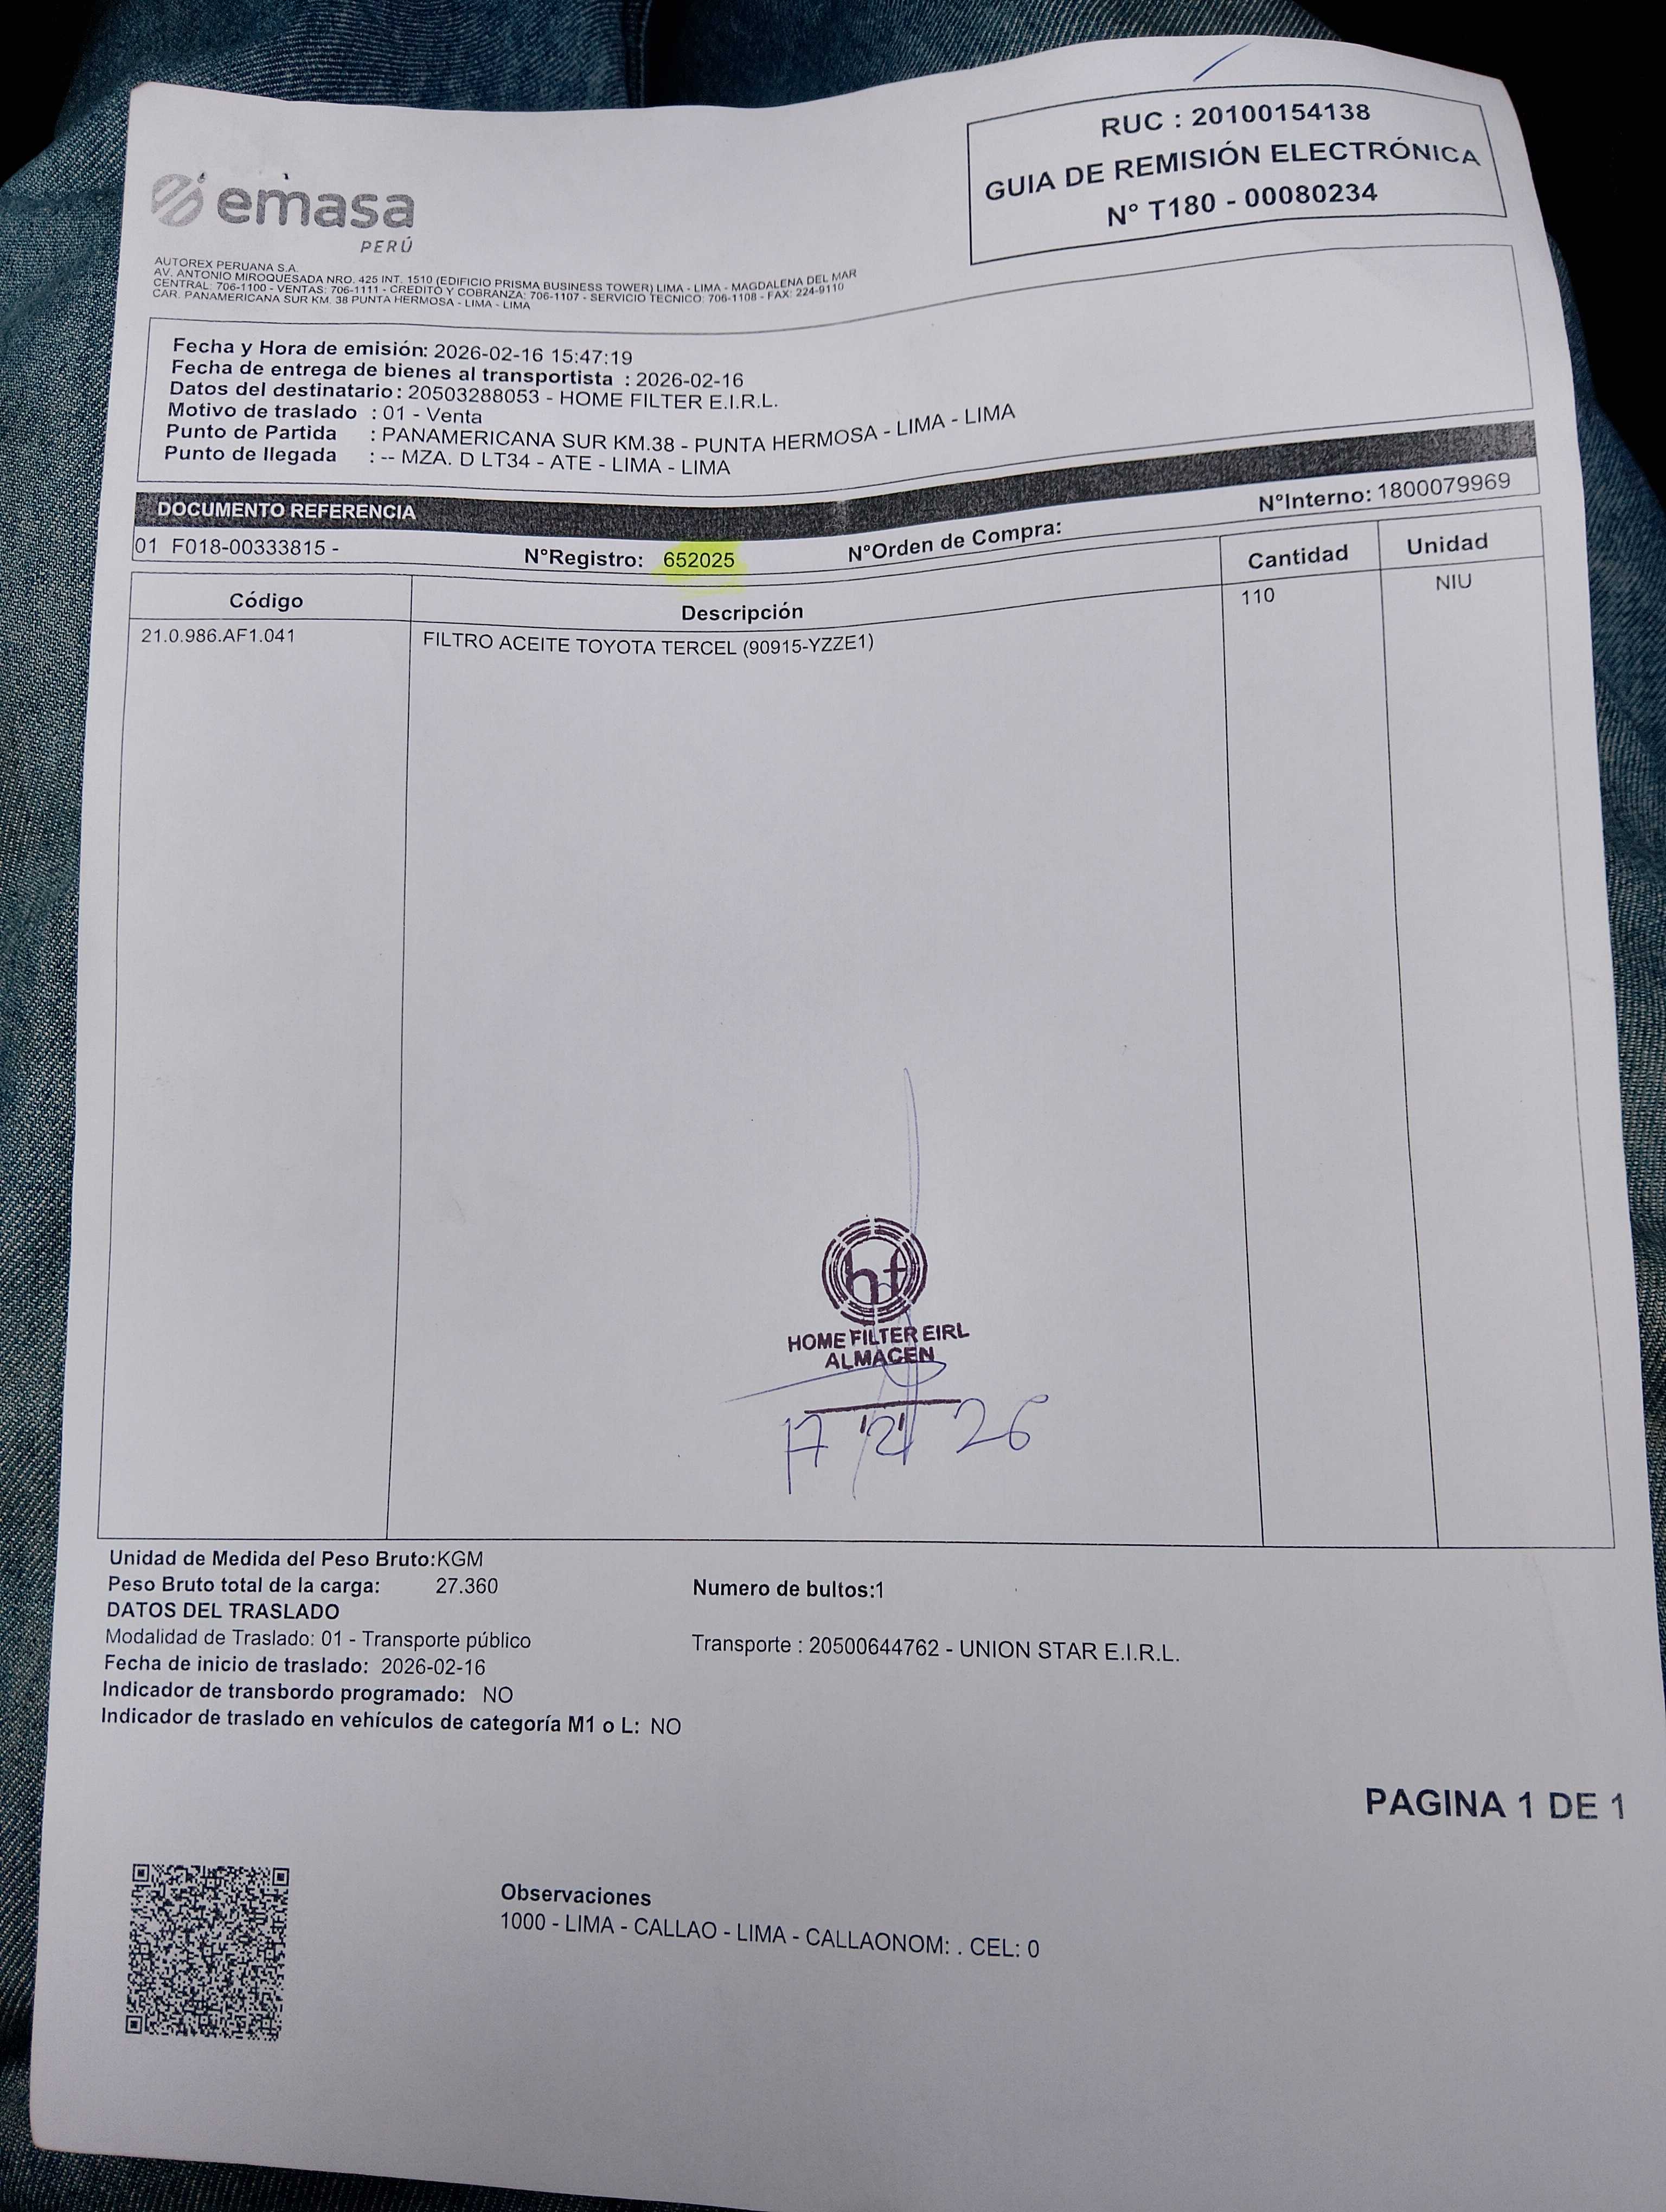 RUC : 20100154138
GUIA DE REMISIÓN ELECTRÓNICA
N° T180 - 00080234
emasa
PERÚ
AUTOREX PERUANA S.A.
AV. ANTONIO MIROQUESADA NRO. 425 INT. 1510 (EDIFICIO PRISMA BUSINESS TOWER) LIMA - LIMA - MAGDALENA DEL MAR
CENTRAL: 706-1100 - VENTAS: 706-1111 - CREDITO Y COBRANZA: 706-1107 - SERVICIO TECNICO: 706-1108 - FAX: 224-9110
CAR. PANAMERICANA SUR KM. 38 PUNTA HERMOSA - LIMA - LIMA
Fecha y Hora de emisión: 2026-02-16 15:47:19
Fecha de entrega de bienes al transportista : 2026-02-16
Datos del destinatario : 20503288053 - HOME FILTER E.I.R.L.
Motivo de traslado : 01 - Venta
Punto de Partida : PANAMERICANA SUR KM.38 - PUNTA HERMOSA - LIMA - LIMA
Punto de llegada : -- MZA. D LT34 - ATE - LIMA - LIMA
DOCUMENTO REFERENCIA
01 F018-00333815 - N°Registro: 652025 N°Orden de Compra: N°Interno: 1800079969
Código Descripción Cantidad Unidad
21.0.986.AF1.041 FILTRO ACEITE TOYOTA TERCEL (90915-YZZE1) 110 NIU
hf
HOME FILTER EIRL
ALMACEN
17 / 2 / 26
Unidad de Medida del Peso Bruto:KGM
Peso Bruto total de la carga: 27.360 Numero de bultos:1
DATOS DEL TRASLADO
Modalidad de Traslado: 01 - Transporte público Transporte : 20500644762 - UNION STAR E.I.R.L.
Fecha de inicio de traslado: 2026-02-16
Indicador de transbordo programado: NO
Indicador de traslado en vehículos de categoría M1 o L: NO
PAGINA 1 DE 1
Observaciones
1000 - LIMA - CALLAO - LIMA - CALLAONOM: . CEL: 0